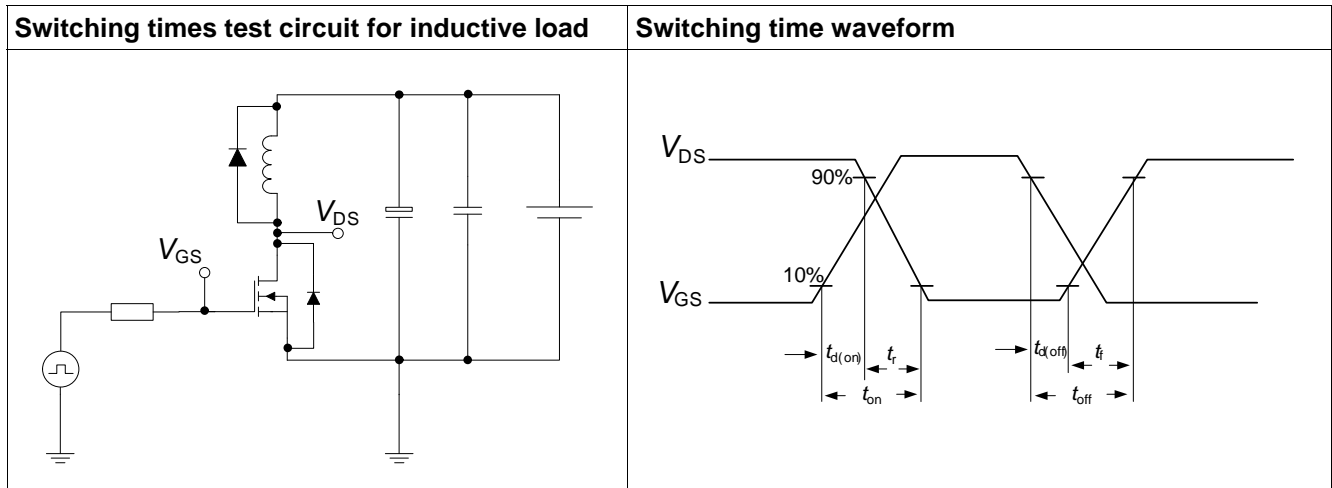 Switching times test circuit for inductive load
Switching time waveform
VDS
VGS
VDS
90%
10%
VGS
td(on)
tr
ton
td(off)
tf
toff